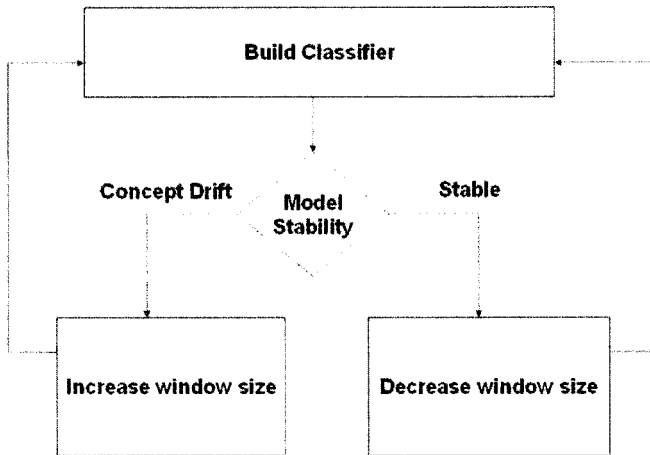 Build Classifier
Concept Drift
Stable
Model
Stability
Increase window size
Decrease window size